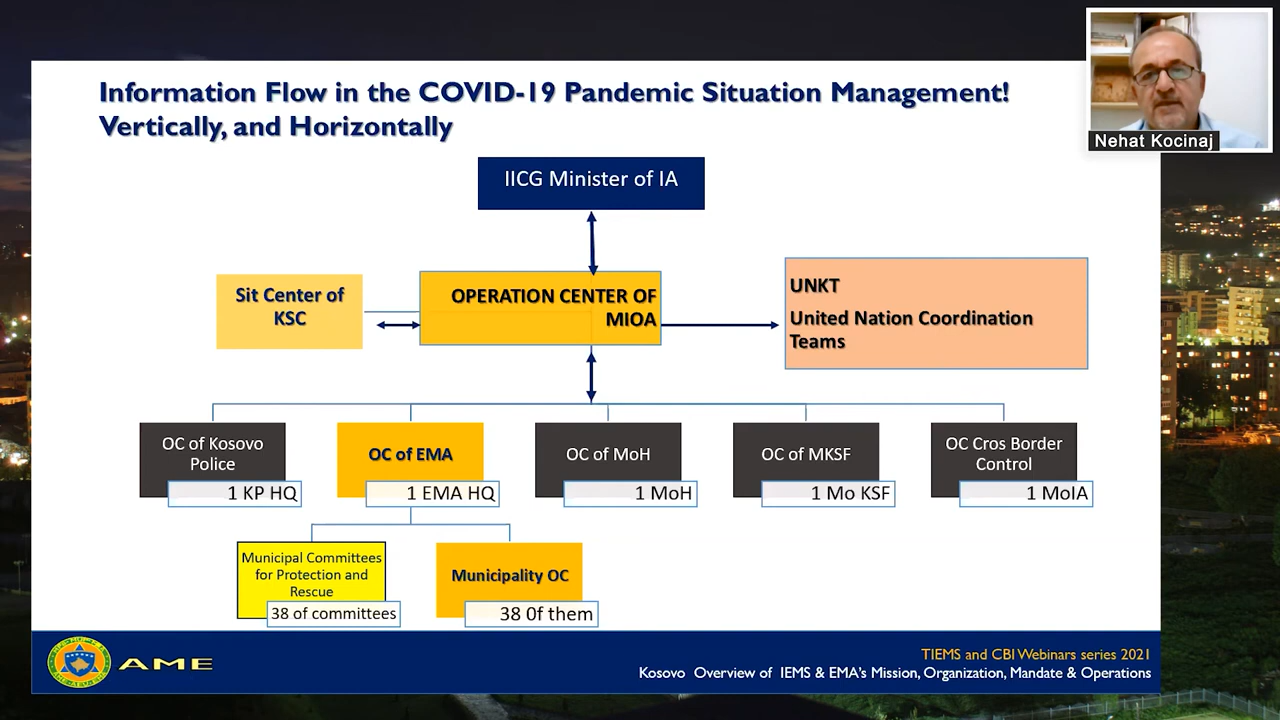 Information Flow in the COVID-19 Pandemic Situation Management!
Vertically, and Horizontally
Nehat Kocinaj
IICG Minister of IA
Sit Center of
KSC
OPERATION CENTER OF
MIOA
UNKT
United Nation Coordination
Teams
OC of Kosovo
Police
1 KP HQ
OC of EMA
1 EMA HQ
OC of MoH
1 MoH
OC of MKSF
1 Mo KSF
OC Cros Border
Control
1 MoIA
Municipal Committees
for Protection and
Rescue
38 of committees
Municipality OC
38 0f them
AME
TIEMS and CBI Webinars series 2021
Kosovo Overview of IEMS & EMA's Mission, Organization, Mandate & Operations